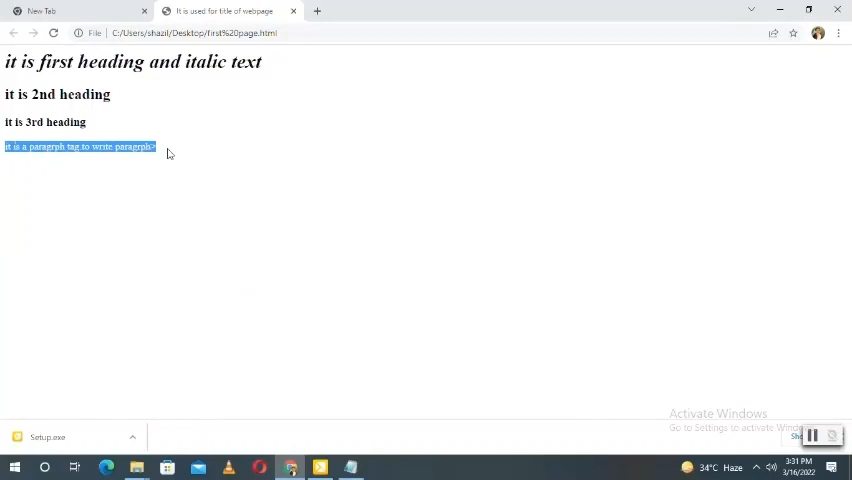 New Tab
It is used for title of webpage
File
C:/Users/shazil/Desktop/first%20page.html
it is first heading and italic text
it is 2nd heading
it is 3rd heading
it is a paragrph tag to write paragrph>
Activate Windows
Go to Settings to activate Windows
Setup.exe
34°C Haze
3:31 PM
3/16/2022